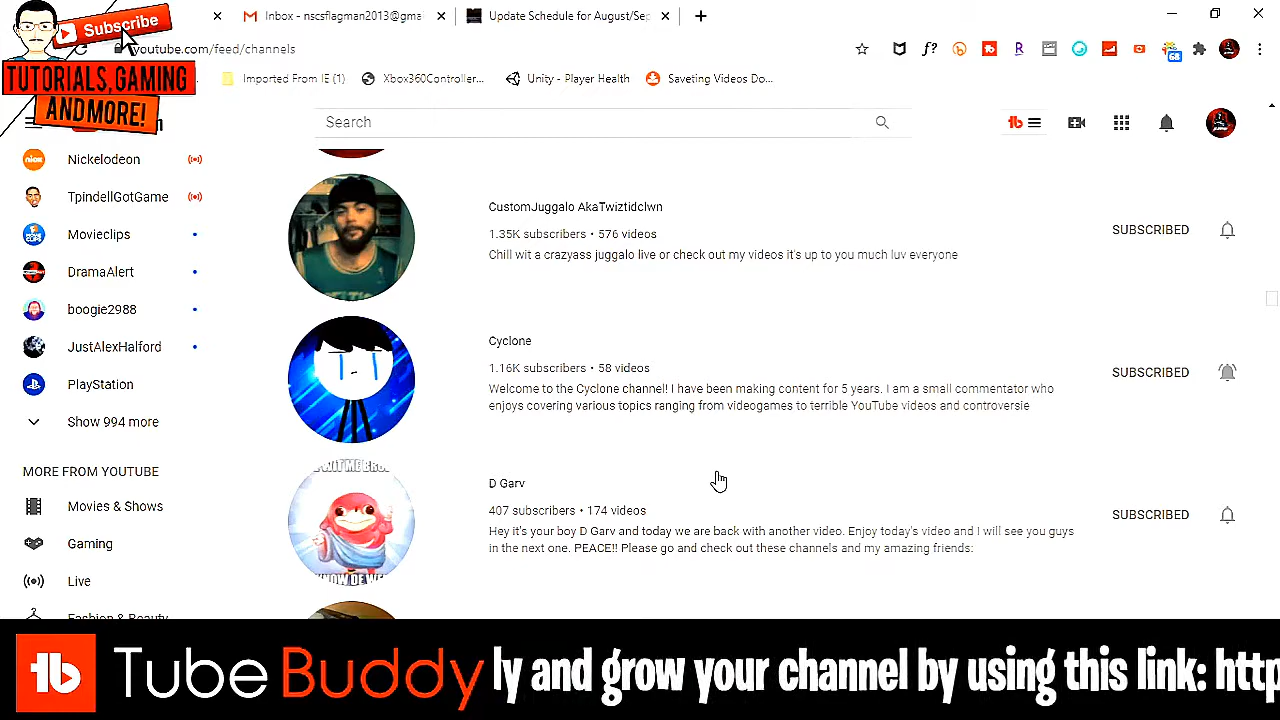 Subscribe
TUTORIALS, GAMING
AND MORE!
Inbox - nscsflagman2013@gma
Update Schedule for August/Sep
youtube.com/feed/channels
Imported From IE (1)
Xbox360Controller...
Unity - Player Health
Saveting Videos Do...
Search
Nickelodeon
TpindellGotGame
Movieclips
DramaAlert
boogie2988
JustAlexHalford
PlayStation
Show 994 more
MORE FROM YOUTUBE
Movies & Shows
Gaming
Live
Fashion & Beauty
CustomJuggalo AkaTwiztidclwn
1.35K subscribers • 576 videos
Chill wit a crazyass juggalo live or check out my videos it's up to you much luv everyone
SUBSCRIBED
Cyclone
1.16K subscribers • 58 videos
Welcome to the Cyclone channel! I have been making content for 5 years. I am a small commentator who
enjoys covering various topics ranging from videogames to terrible YouTube videos and controversie
SUBSCRIBED
D Garv
407 subscribers • 174 videos
Hey it's your boy D Garv and today we are back with another video. Enjoy today's video and I will see you guys
in the next one. PEACE!! Please go and check out these channels and my amazing friends:
SUBSCRIBED
tb TubeBuddy ly and grow your channel by using this link: http